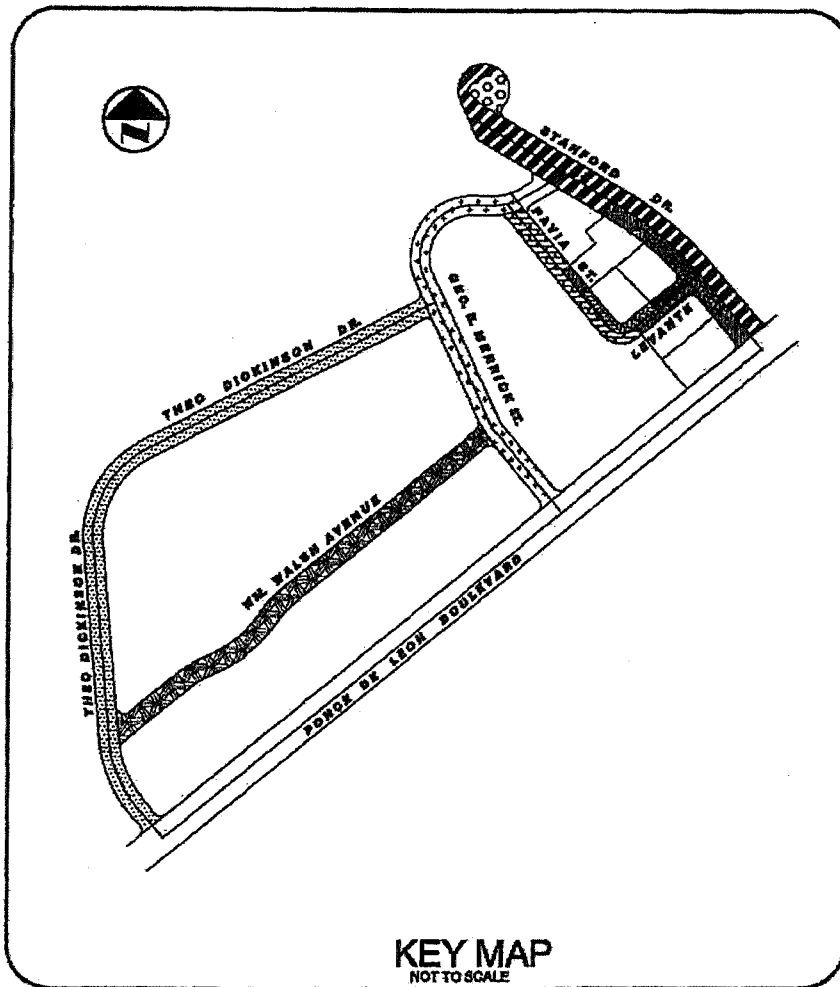 N
STANFORD DR.
PAVIA ST.
GEO. E. MERRICK ST.
LEVANTE
THEO DICKINSON DR.
THEO DICKINSON DR.
WM. WALSH AVENUE
PONCE DE LEON BOULEVARD
KEY MAP
NOT TO SCALE